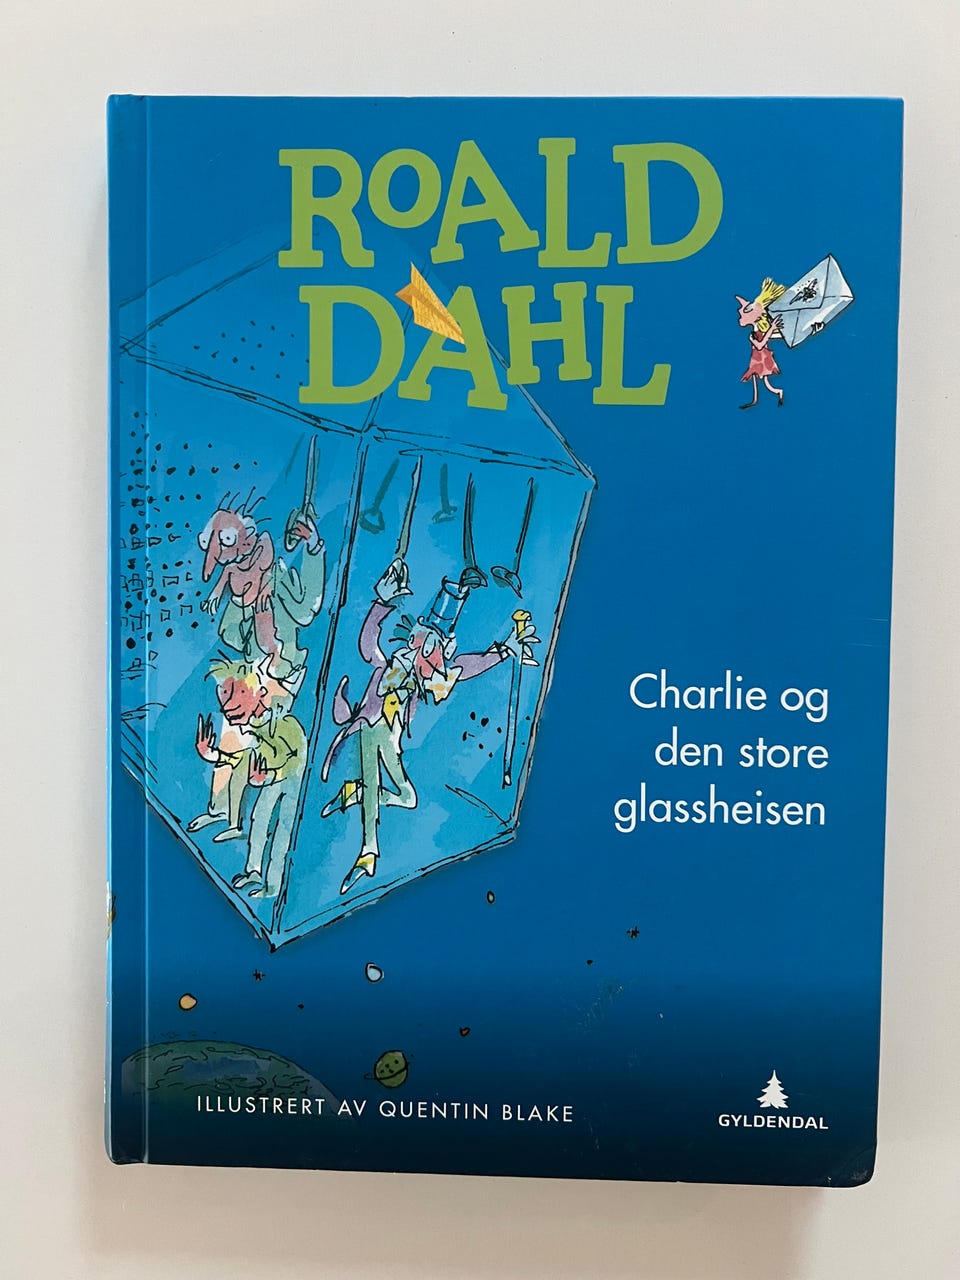 ROALD
DAHL
Charlie og
den store
glassheisen
ILLUSTRERT AV QUENTIN BLAKE
GYLDENDAL